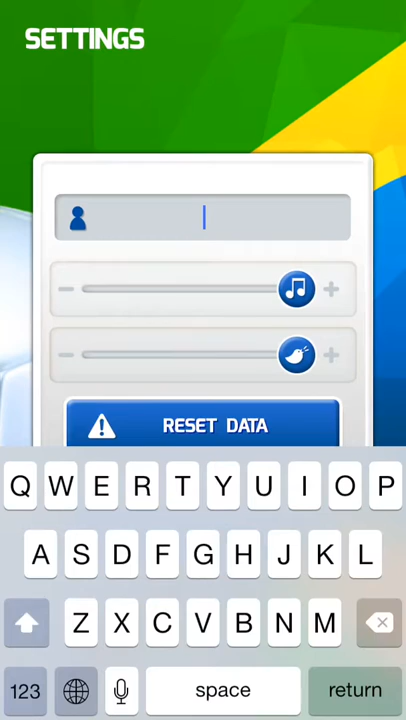 SETTINGS
RESET DATA
Q W E R T Y U I O P
A S D F G H J K L
Z X C V B N M
123 space return